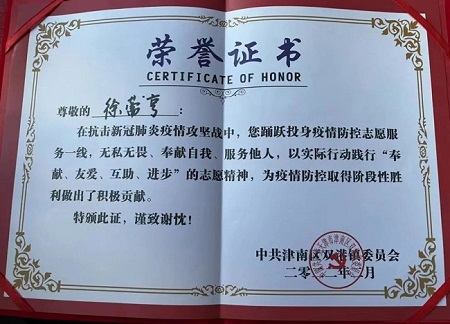 荣誉证书
CERTIFICATE OF HONOR
尊敬的 徐 亨 :
在抗击新冠肺炎疫情攻坚战中，您踊跃投身疫情防控志愿服
务一线，无私无畏、奉献自我、服务他人，以实际行动践行“奉
献、友爱、互助、进步”的志愿精神，为疫情防控取得阶段性胜
利做出了积极贡献。
特颁此证，谨致谢忱！
中共津南区双港镇委员会
二零 年 月